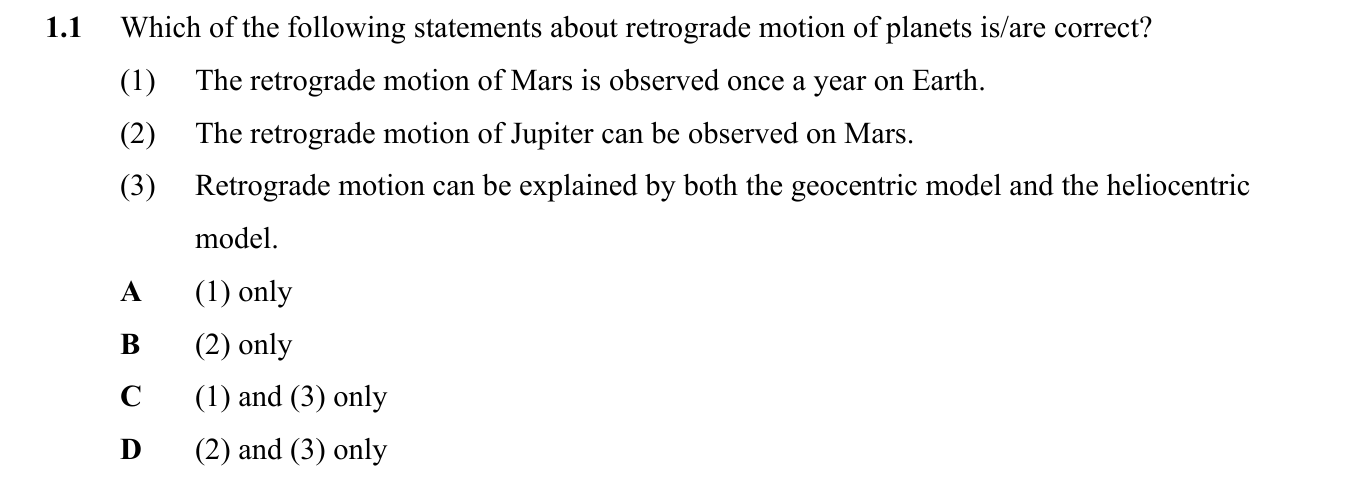 1.1 Which of the following statements about retrograde motion of planets is/are correct?
(1) The retrograde motion of Mars is observed once a year on Earth.
(2) The retrograde motion of Jupiter can be observed on Mars.
(3) Retrograde motion can be explained by both the geocentric model and the heliocentric
model.
A (1) only
B (2) only
C (1) and (3) only
D (2) and (3) only